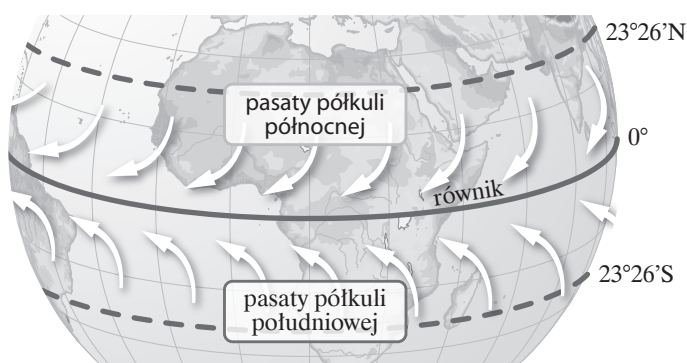 23°26’N
pasaty półkuli
północnej
0°
równik
23°26’S
pasaty półkuli
południowej